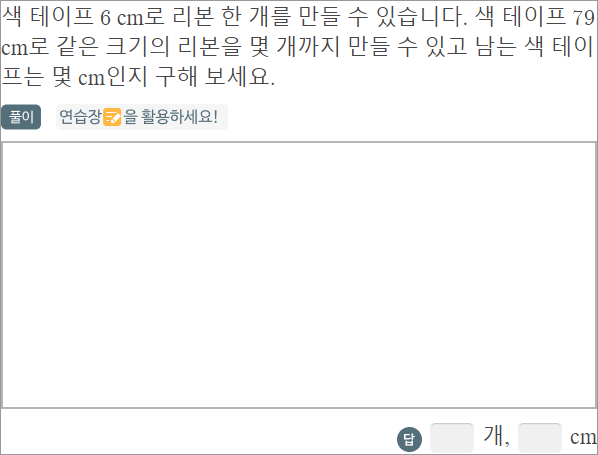 색 테이프 6 cm로 리본 한 개를 만들 수 있습니다. 색 테이프 79
cm로 같은 크기의 리본을 몇 개까지 만들 수 있고 남는 색 테이
프는 몇 cm인지 구해 보세요.
풀이 연습장을 활용하세요!
답 개, cm